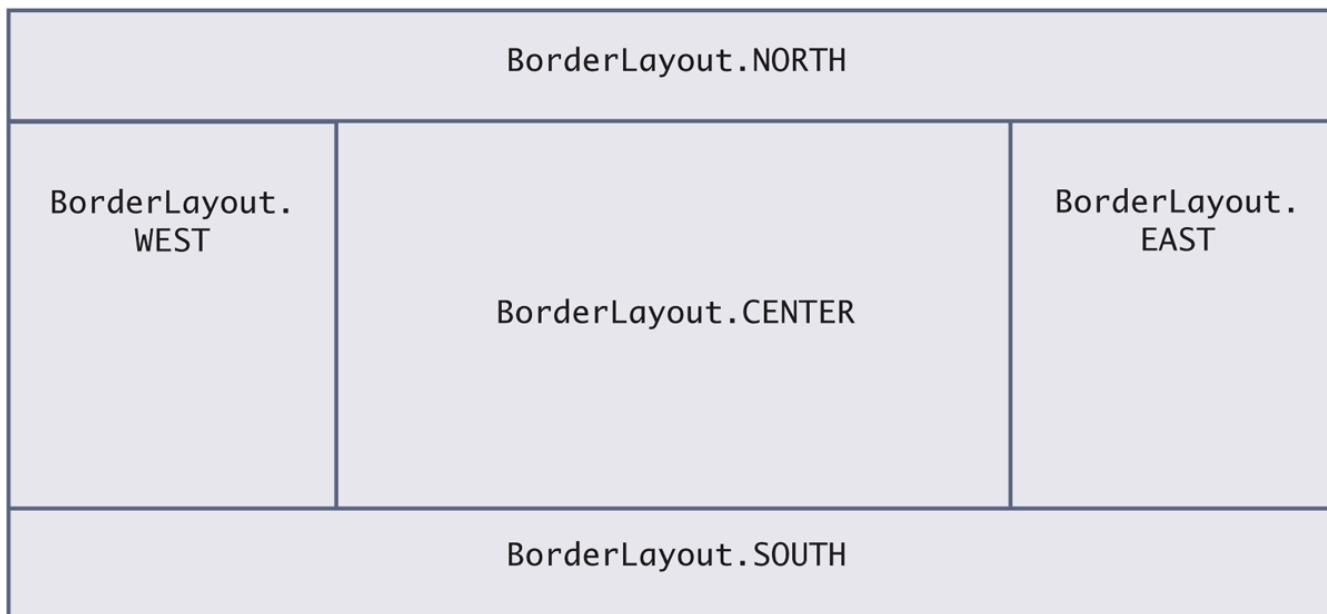 BorderLayout.NORTH
BorderLayout.
WEST
BorderLayout.CENTER
BorderLayout.
EAST
BorderLayout.SOUTH